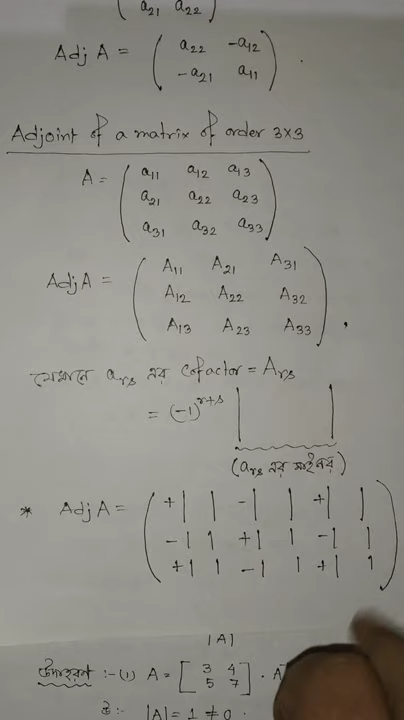 ( a21 a22 )
Adj A = ( a22 -a12
-a21 a11 ) .
Adjoint of a matrix of order 3x3
A = ( a11 a12 a13
a21 a22 a23
a31 a32 a33 )
Adj A = ( A11 A21 A31
A12 A22 A32
A13 A23 A33 ) ,
যেখানে ars এর cofactor = Ars
= (-1)^r+s | |
(ars এর মাইনর)
* Adj A = ( +| | -| | +| |
-| | +| | -| |
+| | -| | +| | )
|A|
উদাহরণ :- (1) A = [ 3 4
5 7 ] . A
উ:- |A| = 1 ≠ 0 .